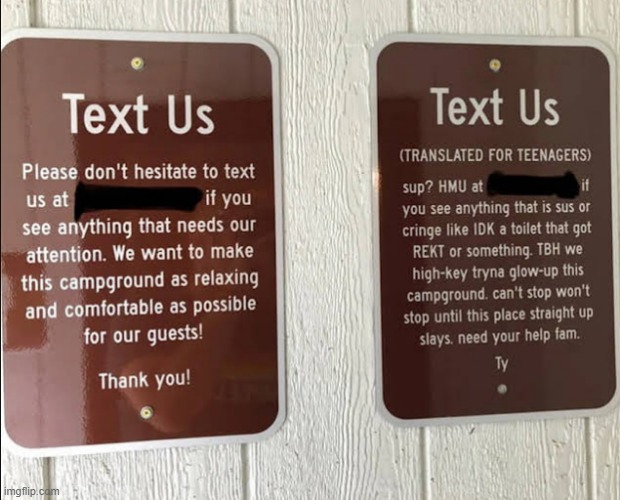 Text Us
Please don't hesitate to text
us at if you
see anything that needs our
attention. We want to make
this campground as relaxing
and comfortable as possible
for our guests!
Thank you!
Text Us
(TRANSLATED FOR TEENAGERS)
sup? HMU at if
you see anything that is sus or
cringe like IDK a toilet that got
REKT or something. TBH we
high-key tryna glow-up this
campground. can't stop won't
stop until this place straight up
slays. need your help fam.
Ty
imgflip.com